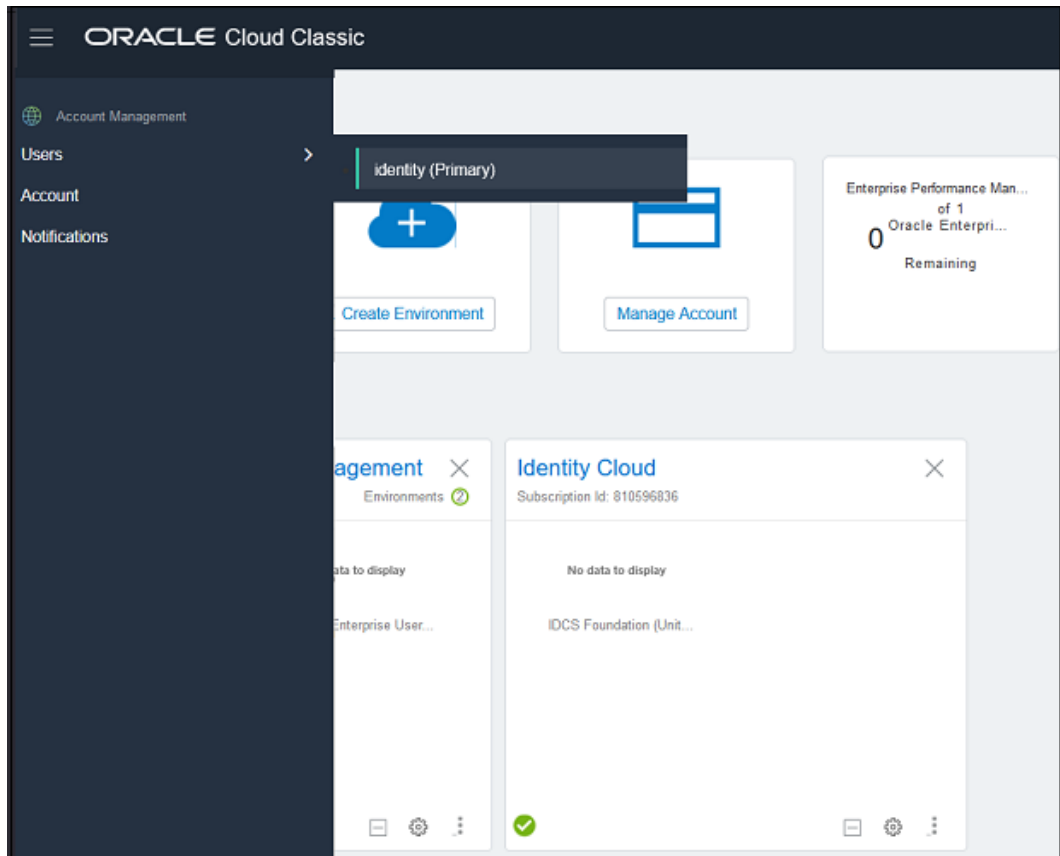 ORACLE Cloud Classic
Account Management
Users
identity (Primary)
Account
Notifications
Create Environment
Manage Account
Enterprise Performance Man...
of 1
0 Oracle Enterpri...
Remaining
agement
Environments 2
ata to display
Enterprise User...
Identity Cloud
Subscription Id: 810596836
No data to display
IDCS Foundation (Unit...